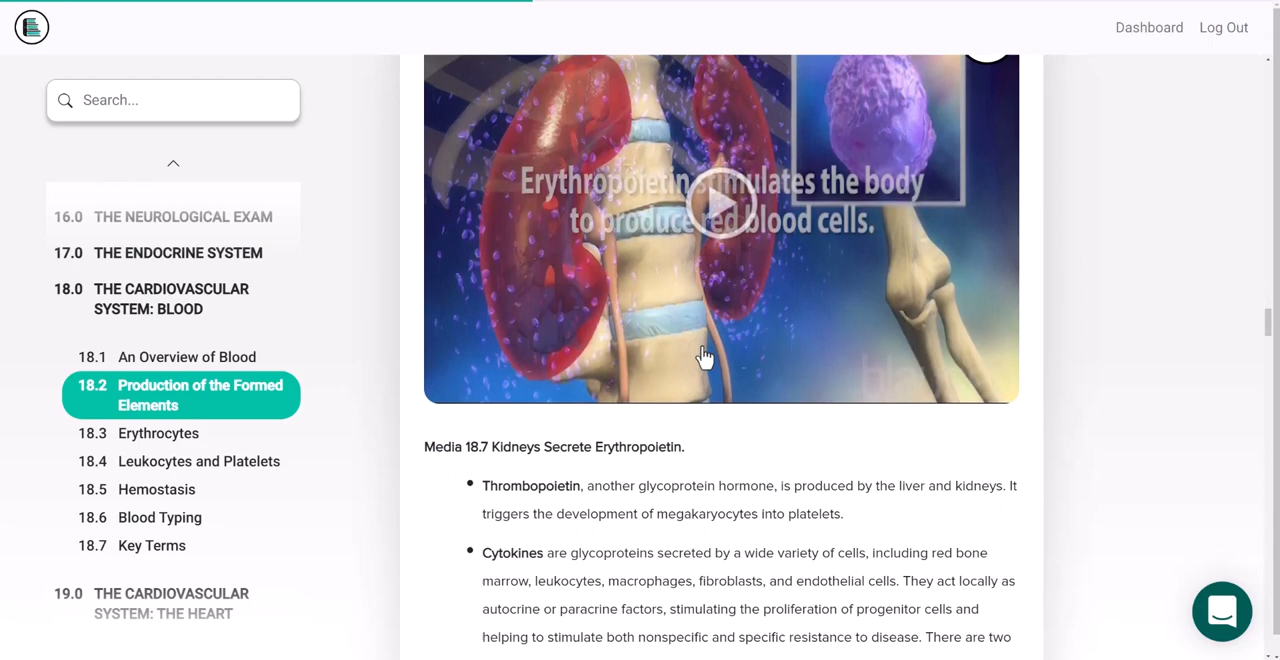 Dashboard
Log Out
Search...
16.0 THE NEUROLOGICAL EXAM
17.0 THE ENDOCRINE SYSTEM
18.0 THE CARDIOVASCULAR
SYSTEM: BLOOD
18.1 An Overview of Blood
18.2 Production of the Formed
Elements
18.3 Erythrocytes
18.4 Leukocytes and Platelets
18.5 Hemostasis
18.6 Blood Typing
18.7 Key Terms
19.0 THE CARDIOVASCULAR
SYSTEM: THE HEART
Erythropoietin stimulates the body
to produce red blood cells.
Media 18.7 Kidneys Secrete Erythropoietin.
• Thrombopoietin, another glycoprotein hormone, is produced by the liver and kidneys. It
triggers the development of megakaryocytes into platelets.
• Cytokines are glycoproteins secreted by a wide variety of cells, including red bone
marrow, leukocytes, macrophages, fibroblasts, and endothelial cells. They act locally as
autocrine or paracrine factors, stimulating the proliferation of progenitor cells and
helping to stimulate both nonspecific and specific resistance to disease. There are two